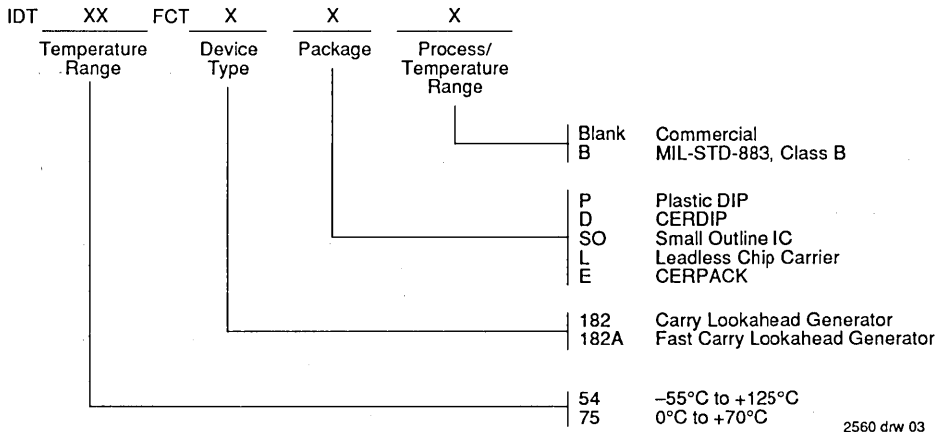 IDT XX FCT X X X
Temperature Range Device Type Package Process/ Temperature Range
Blank Commercial
B MIL-STD-883, Class B
P Plastic DIP
D CERDIP
SO Small Outline IC
L Leadless Chip Carrier
E CERPACK
182 Carry Lookahead Generator
182A Fast Carry Lookahead Generator
54 –55°C to +125°C
75 0°C to +70°C
2560 drw 03